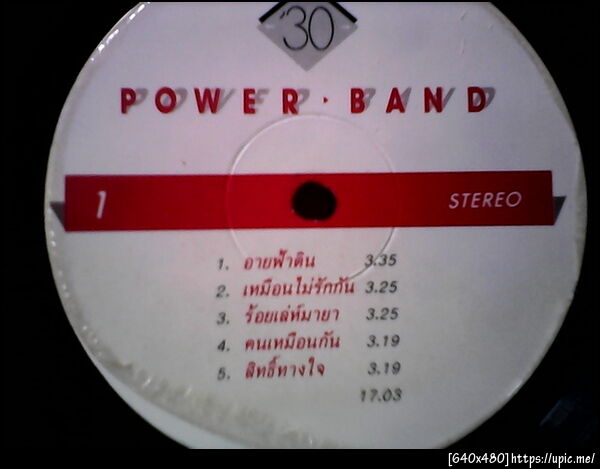 '30
POWER · BAND
1 STEREO
1. อายฟ้าดิน 3.35
2. เหมือนไม่รักกัน 3.25
3. ร้อยเล่ห์มายา 3.25
4. คนเหมือนกัน 3.19
5. สิทธิ์ทางใจ 3.19
17.03
[640x480]https://upic.me/